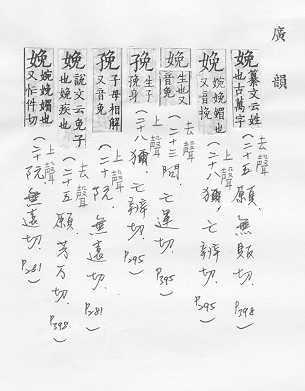 廣韻
娩 纂文云姓也古萬字
去聲(二十五願,無販切.P398)
娩 婉娩媚也又音挽
上聲(二十八獮,亡辨切.P295)
娩 生也又音免
去聲(二十三問,亡運切.P395)
㝃 生子挽身
上聲(二十八獮,亡辨切.P295)
㝃 子母相解又音免
上聲(二十阮,無遠切.P281)
娩 說文云兔子也娩疾也
去聲(二十五願,芳万切.P398)
娩 婉娩媚也又忙件切
上聲(二十阮,無遠切.P281)